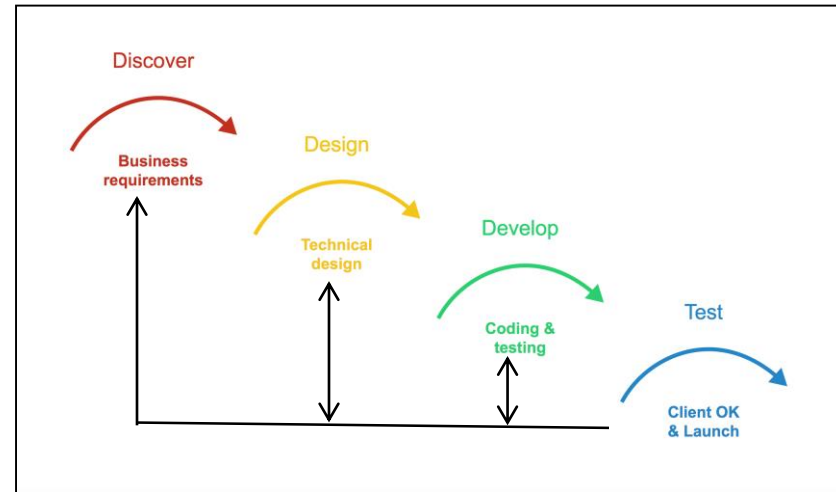 Discover
Business
requirements
Design
Technical
design
Develop
Coding &
testing
Test
Client OK
& Launch